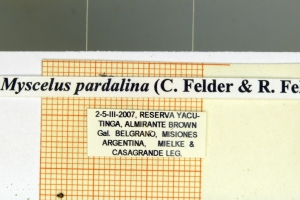 Myscelus pardalina (C. Felder & R. Fel
2-5-III-2007, RESERVA YACU-
TINGA, ALMIRANTE BROWN
Gal. BELGRANO, MISIONES
ARGENTINA, MIELKE &
CASAGRANDE LEG.